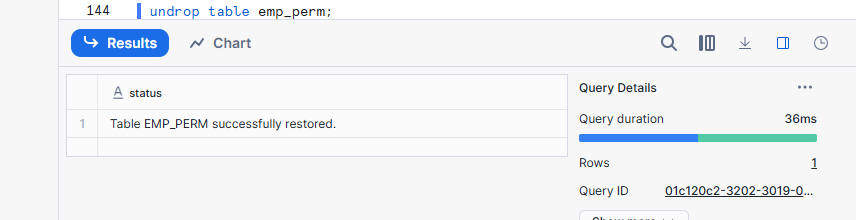 144 undrop table emp_perm;
Results Chart
A status
1 Table EMP_PERM successfully restored.
Query Details
Query duration 36ms
Rows 1
Query ID 01c120c2-3202-3019-0...